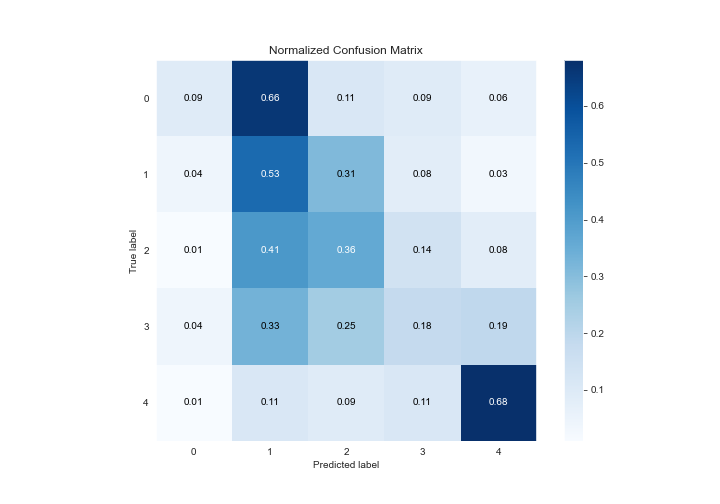 Normalized Confusion Matrix
0 0.09 0.66 0.11 0.09 0.06
1 0.04 0.53 0.31 0.08 0.03
2 0.01 0.41 0.36 0.14 0.08
3 0.04 0.33 0.25 0.18 0.19
4 0.01 0.11 0.09 0.11 0.68
0 1 2 3 4
True label
Predicted label
0.6
0.5
0.4
0.3
0.2
0.1